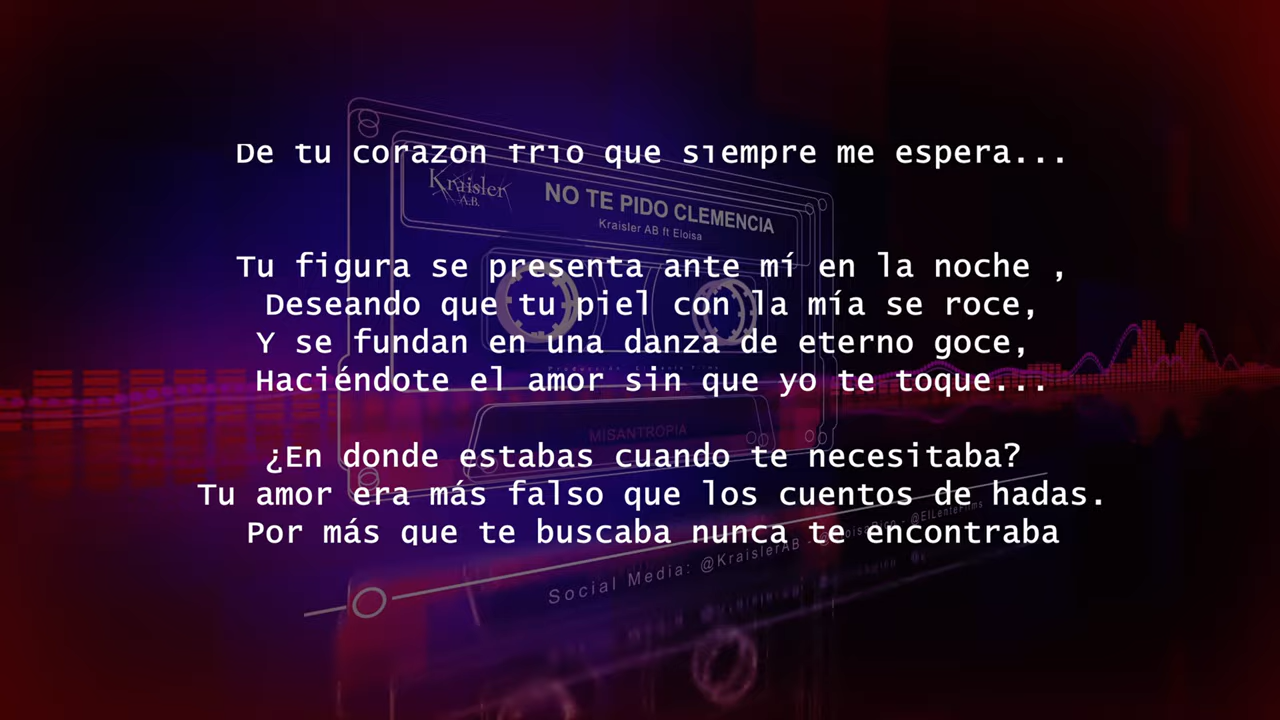 De tu corazón frío que siempre me espera...
Kraisler
A.B.
NO TE PIDO CLEMENCIA
Kraisler AB ft Eloisa
Tu figura se presenta ante mí en la noche ,
Deseando que tu piel con la mía se roce,
Y se fundan en una danza de eterno goce,
Haciéndote el amor sin que yo te toque...
MISANTROPIA
¿En donde estabas cuando te necesitaba?
Tu amor era más falso que los cuentos de hadas.
Por más que te buscaba nunca te encontraba
Social Media: @KraislerAB - @ElLenteFilms